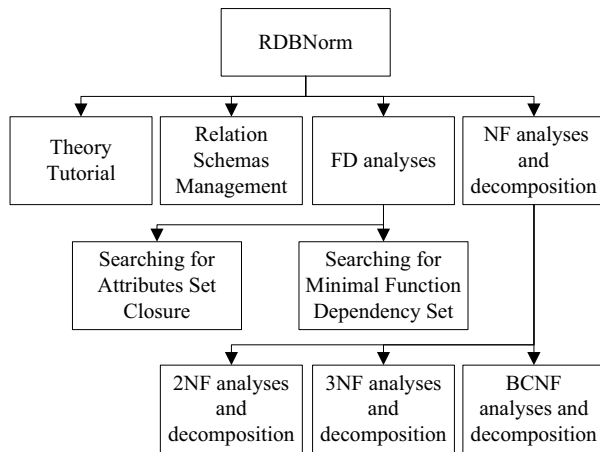 RDBNorm
Theory
Tutorial
Relation
Schemas
Management
FD analyses
NF analyses
and
decomposition
Searching for
Attributes Set
Closure
Searching for
Minimal Function
Dependency Set
2NF analyses
and
decomposition
3NF analyses
and
decomposition
BCNF
analyses and
decomposition